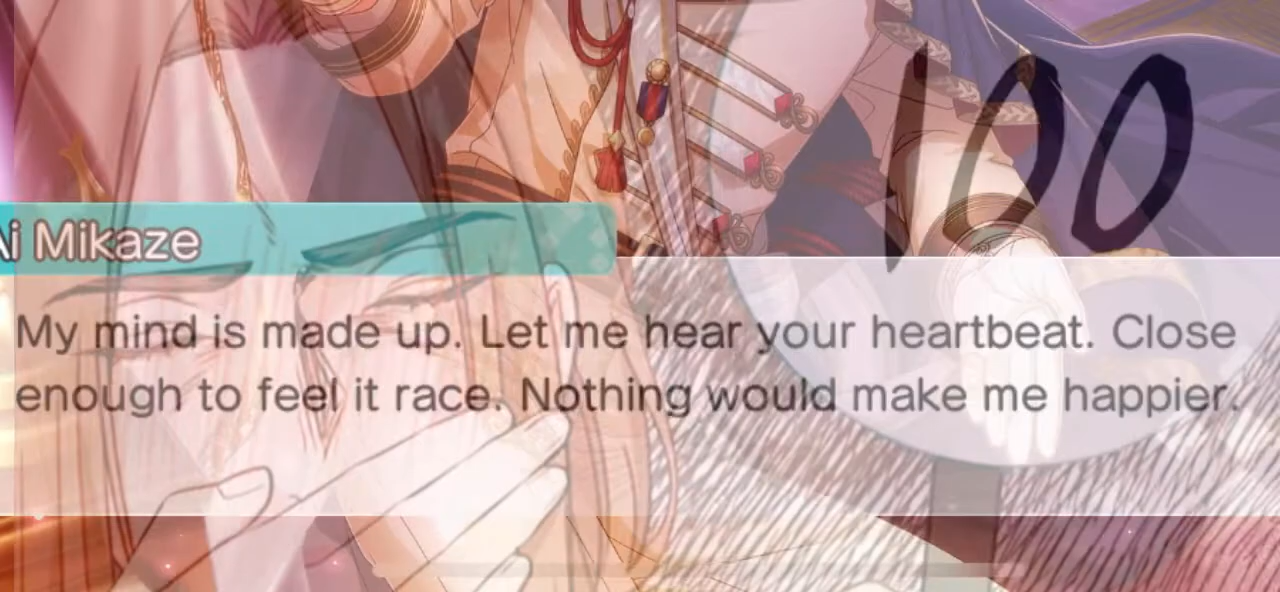 100
Ai Mikaze
My mind is made up. Let me hear your heartbeat. Close
enough to feel it race. Nothing would make me happier.